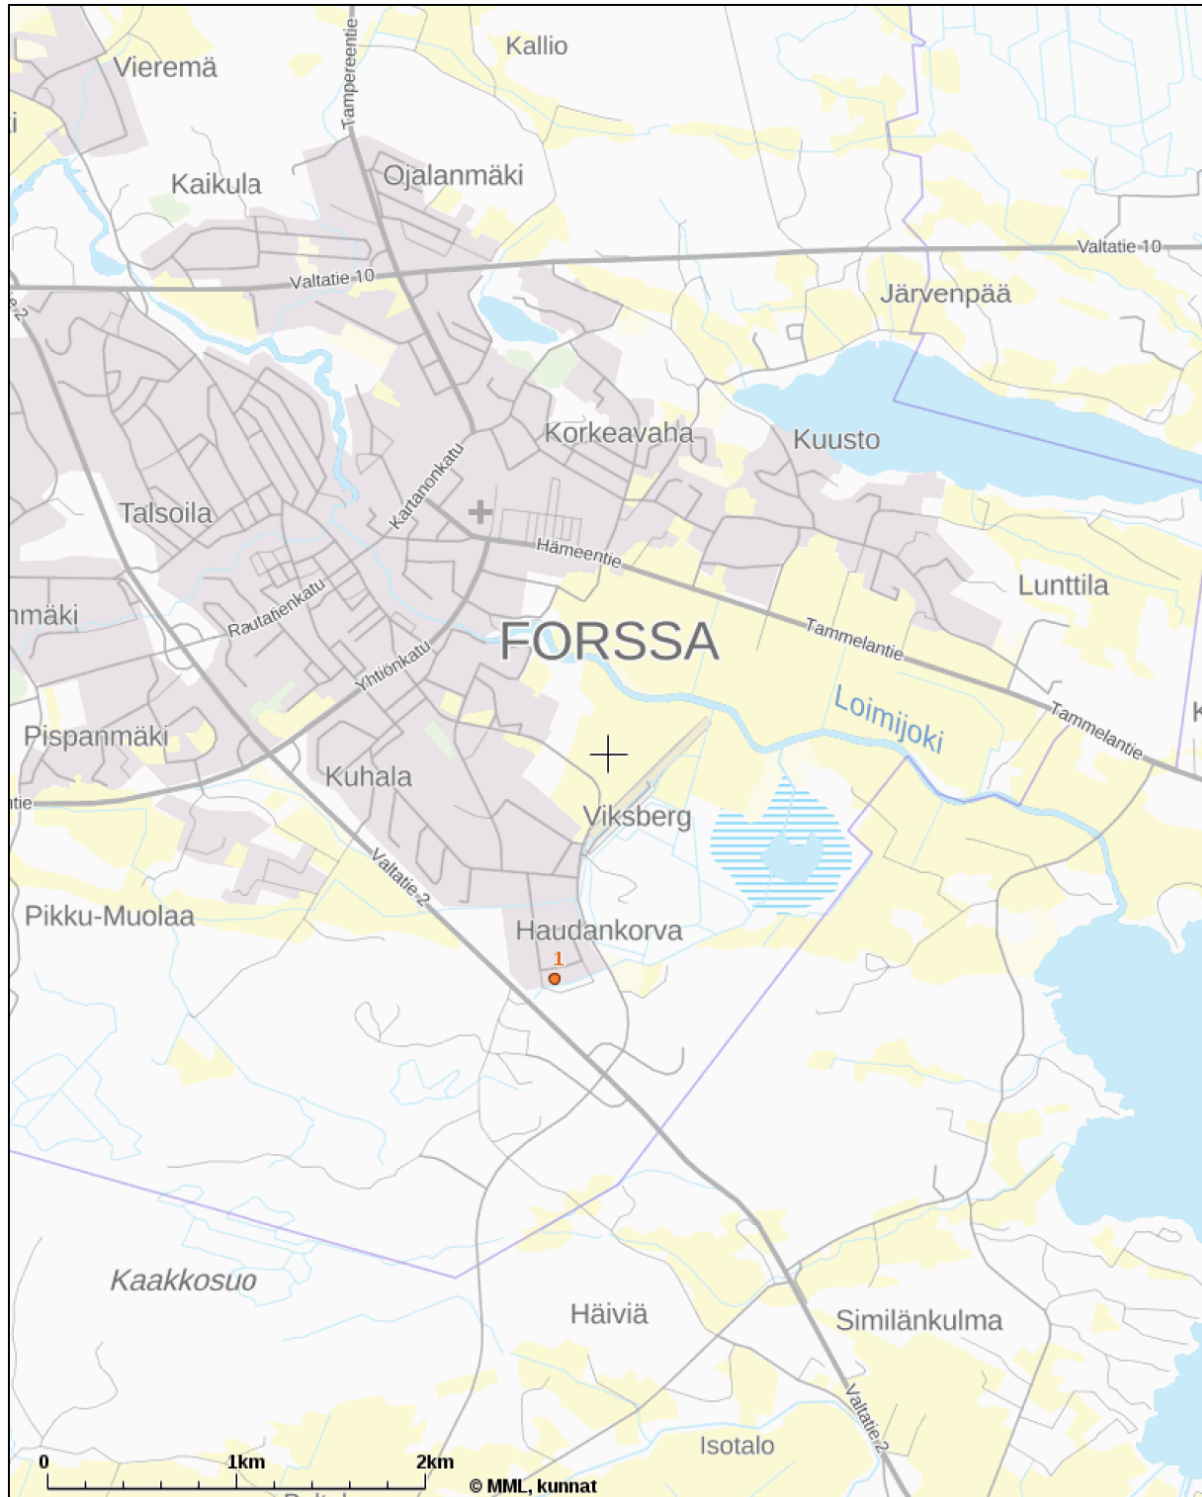 Kallio
Tampereentie
Vieremä
Ojalanmäki
Kaikula
Valtatie 10
Valtatie 10
Järvenpää
Korkeavaha
Kuusto
Kartanonkatu
Talsoila
Hämeentie
Lunttila
Rautatienkatu
Tammelantie
FORSSA
Yhtiönkatu
Loimijoki
Tammelantie
Pispanmäki
Kuhala
Viksberg
Valtatie 2
Pikku-Muolaa
Haudankorva
1
Kaakkosuo
Häiviä
Similänkulma
Valtatie 2
Isotalo
0 1km 2km
© MML, kunnat